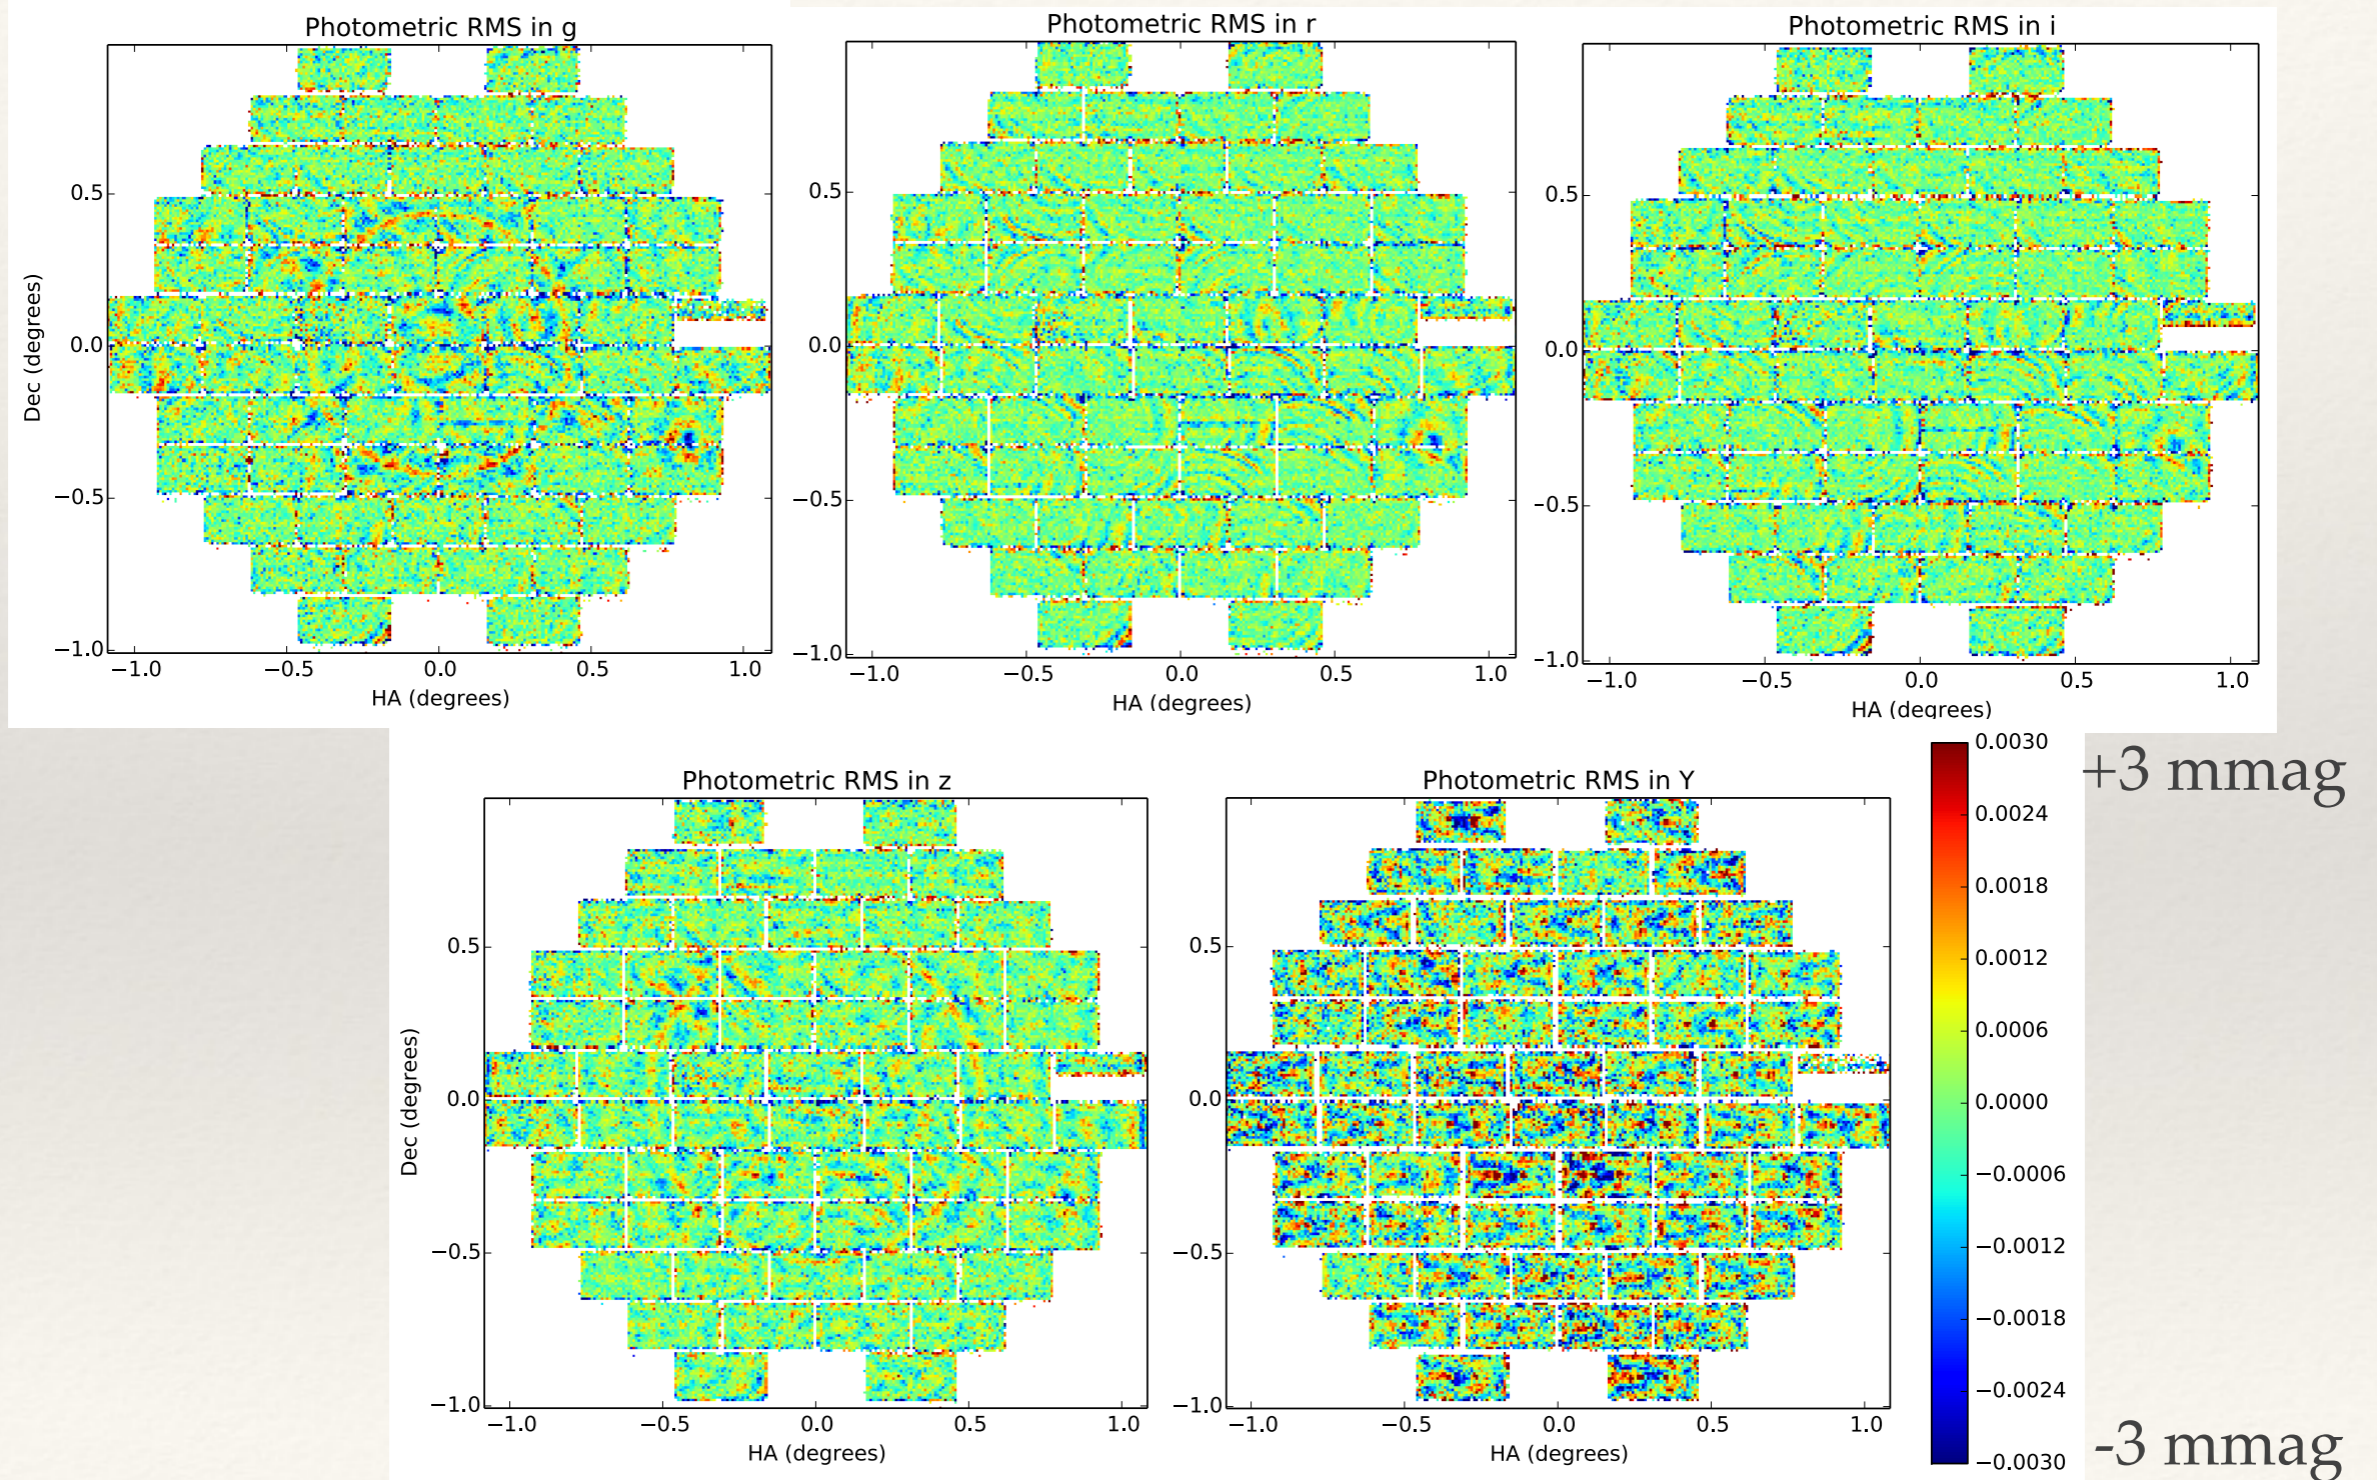 Photometric RMS in g
Photometric RMS in r
Photometric RMS in i
Dec (degrees)
0.5
0.0
−0.5
−1.0
−1.0 −0.5 0.0 0.5 1.0
HA (degrees)
0.5
0.0
−0.5
−1.0
−1.0 −0.5 0.0 0.5 1.0
HA (degrees)
0.5
0.0
−0.5
−1.0
−1.0 −0.5 0.0 0.5 1.0
HA (degrees)
Photometric RMS in z
Dec (degrees)
0.5
0.0
−0.5
−1.0
−1.0 −0.5 0.0 0.5 1.0
HA (degrees)
Photometric RMS in Y
0.5
0.0
−0.5
−1.0
−1.0 −0.5 0.0 0.5 1.0
HA (degrees)
0.0030
0.0024
0.0018
0.0012
0.0006
0.0000
−0.0006
−0.0012
−0.0018
−0.0024
−0.0030
+3 mmag
-3 mmag